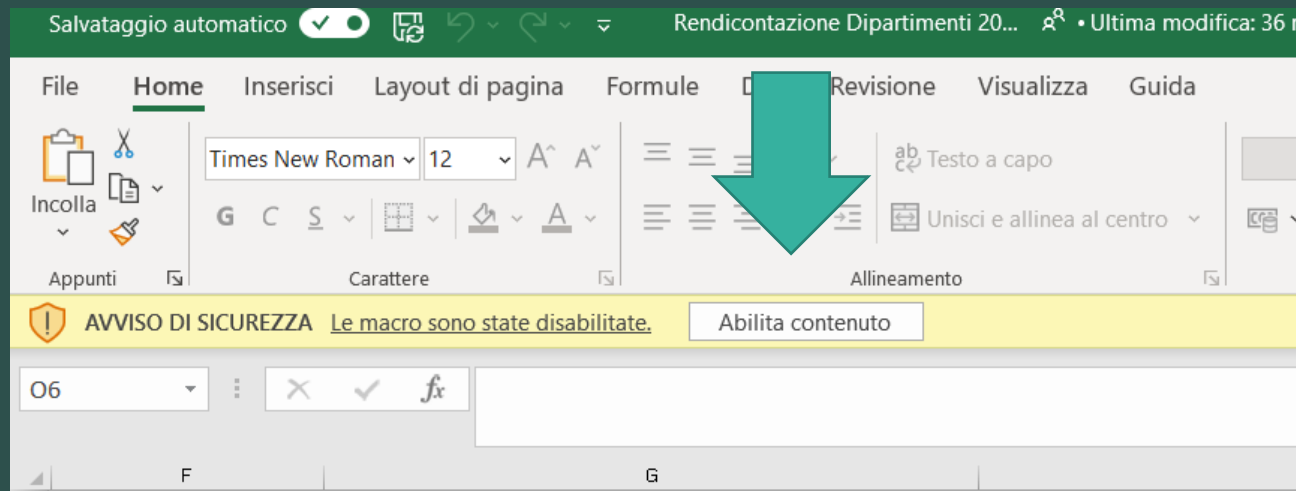 Salvataggio automatico Rendicontazione Dipartimenti 20... • Ultima modifica: 36
File Home Inserisci Layout di pagina Formule Revisione Visualizza Guida
Times New Roman 12 A A ab Testo a capo
Incolla
G C S A Unisci e allinea al centro
Appunti Carattere Allineamento
AVVISO DI SICUREZZA Le macro sono state disabilitate. Abilita contenuto
O6 fx
F G